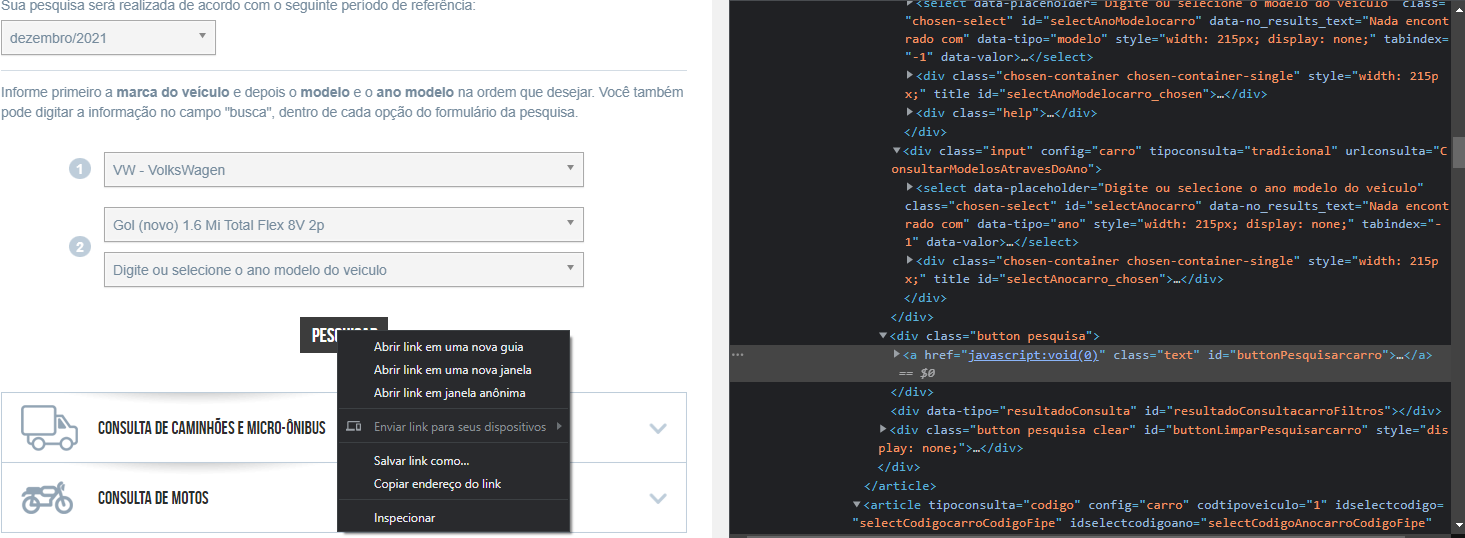 Sua pesquisa será realizada de acordo com o seguinte período de referência:
dezembro/2021
Informe primeiro a marca do veículo e depois o modelo e o ano modelo na ordem que desejar. Você também
pode digitar a informação no campo "busca", dentro de cada opção do formulário da pesquisa.
1
VW - VolksWagen
2
Gol (novo) 1.6 Mi Total Flex 8V 2p
Digite ou selecione o ano modelo do veiculo
Abrir link em uma nova guia
Abrir link em uma nova janela
Abrir link em janela anônima
Enviar link para seus dispositivos
Salvar link como...
Copiar endereço do link
Inspecionar
CONSULTA DE CAMINHÕES E MICRO-ÔNIBUS
CONSULTA DE MOTOS
<select data-placeholder="Digite ou selecione o modelo do veiculo" class=
"chosen-select" id="selectAnoModelocarro" data-no_results_text="Nada encont
rado com" data-tipo="modelo" style="width: 215px; display: none;" tabindex=
"-1" data-valor>…</select>
<div class="chosen-container chosen-container-single" style="width: 215p
x;" title id="selectAnoModelocarro_chosen">…</div>
<div class="help">…</div>
</div>
<div class="input" config="carro" tipoconsulta="tradicional" urlconsulta="C
onsultarModelosAtravesDoAno">
<select data-placeholder="Digite ou selecione o ano modelo do veiculo"
class="chosen-select" id="selectAnocarro" data-no_results_text="Nada encont
rado com" data-tipo="ano" style="width: 215px; display: none;" tabindex="-
1" data-valor>…</select>
<div class="chosen-container chosen-container-single" style="width: 215p
x;" title id="selectAnocarro_chosen">…</div>
</div>
</div>
<div class="button pesquisa">
<a href="javascript:void(0)" class="text" id="buttonPesquisarcarro">…</a>
== $0
</div>
<div data-tipo="resultadoConsulta" id="resultadoConsultacarroFiltros"></div>
<div class="button pesquisa clear" id="buttonLimparPesquisarcarro" style="dis
play: none;">…</div>
</div>
</article>
<article tipoconsulta="codigo" config="carro" codtipoveiculo="1" idselectcodigo=
"selectCodigocarroCodigoFipe" idselectcodigoano="selectCodigoAnocarroCodigoFipe"